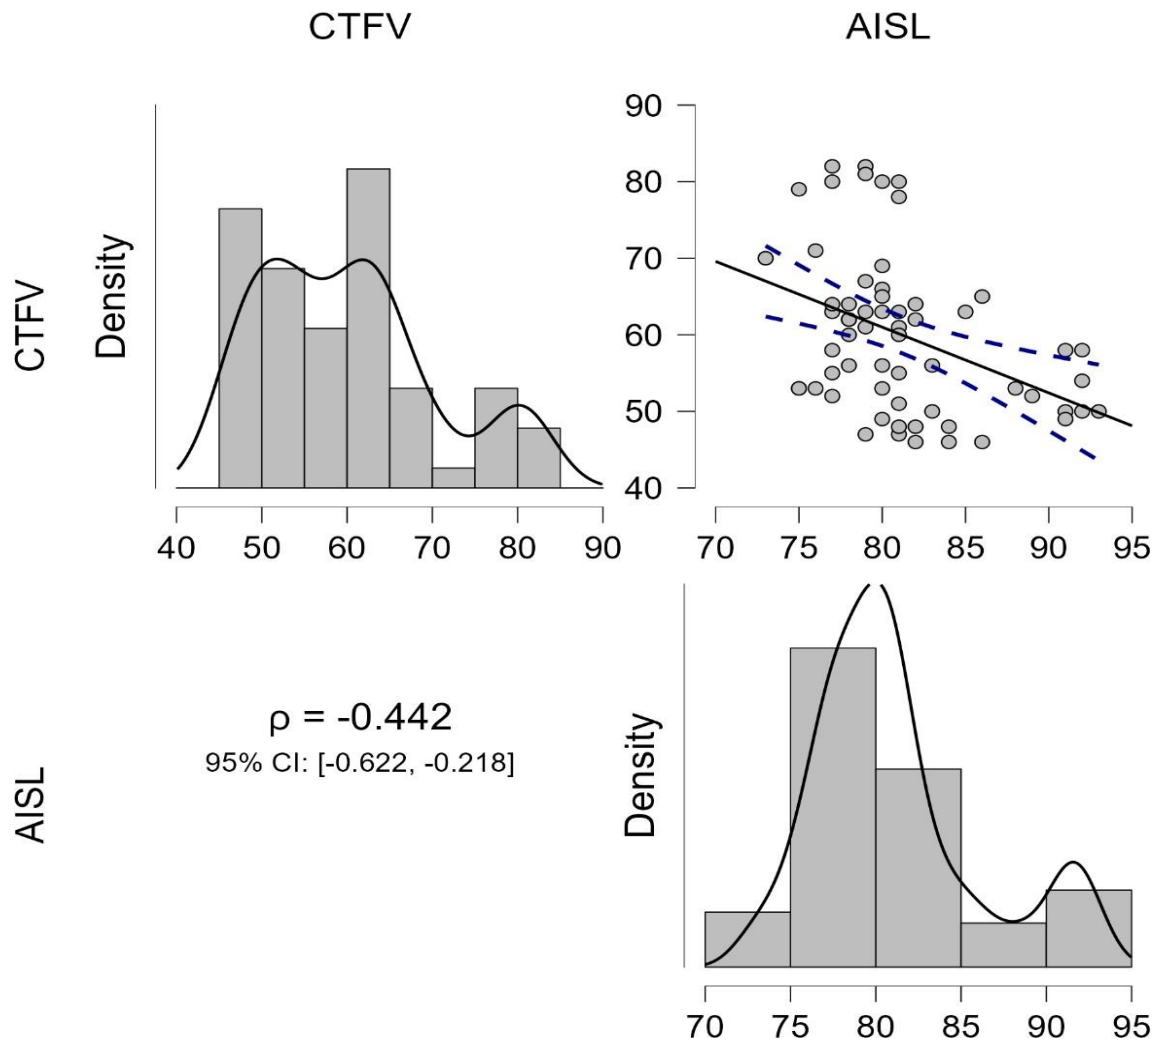 CTFV
AISL
CTFV
Density
90
80
70
60
50
40
40 50 60 70 80 90
70 75 80 85 90 95
AISL
ρ = -0.442
95% CI: [-0.622, -0.218]
Density
70 75 80 85 90 95